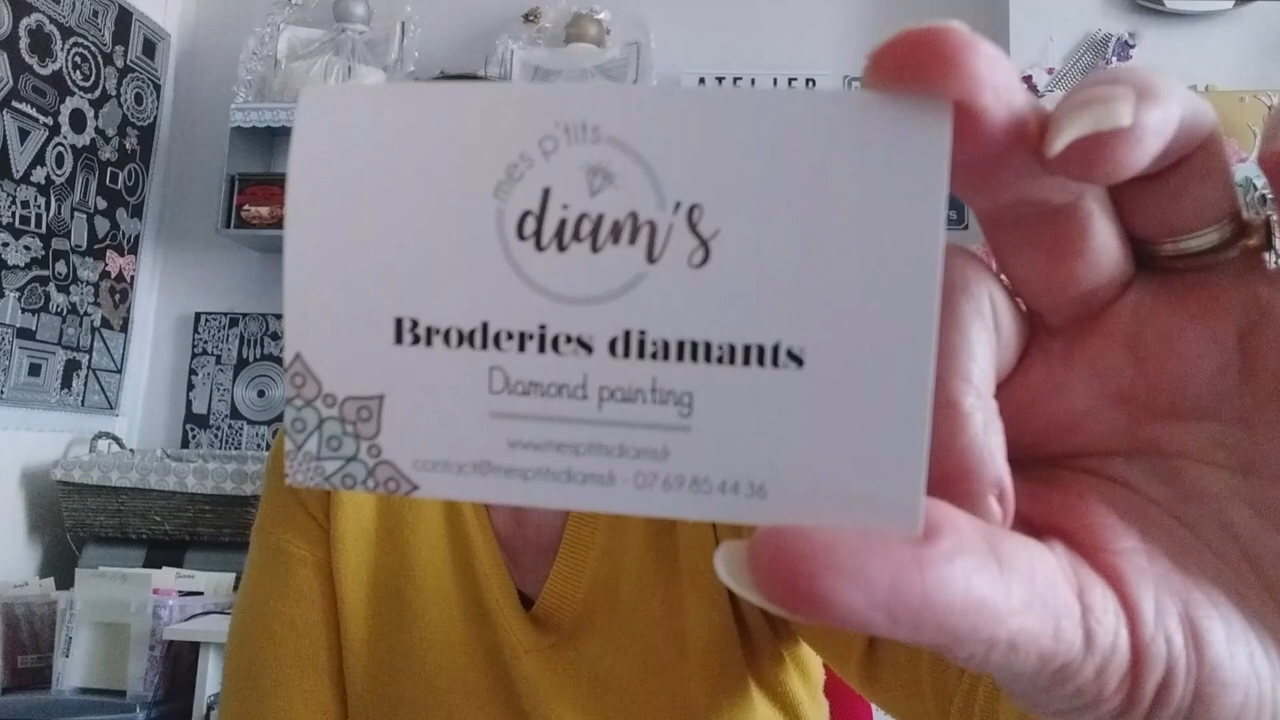 ATELIER
mes p'tits
diam's
Broderies diamants
Diamond painting
www.mesptitsdiams.fr
contact@mesptitsdiams.fr - 07 69 85 44 36